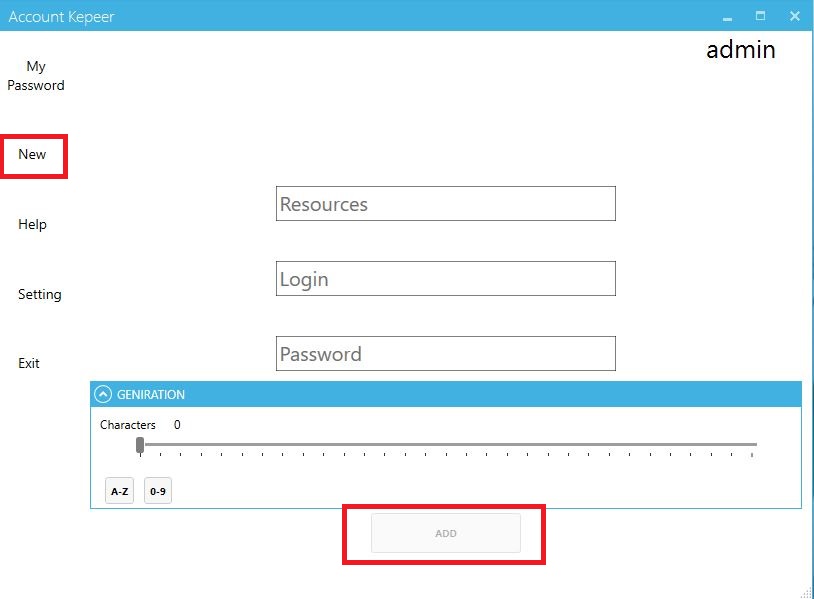 Account Kepeer
admin
My
Password
New
Help
Setting
Exit
Resources
Login
Password
GENIRATION
Characters 0
A-Z 0-9
ADD